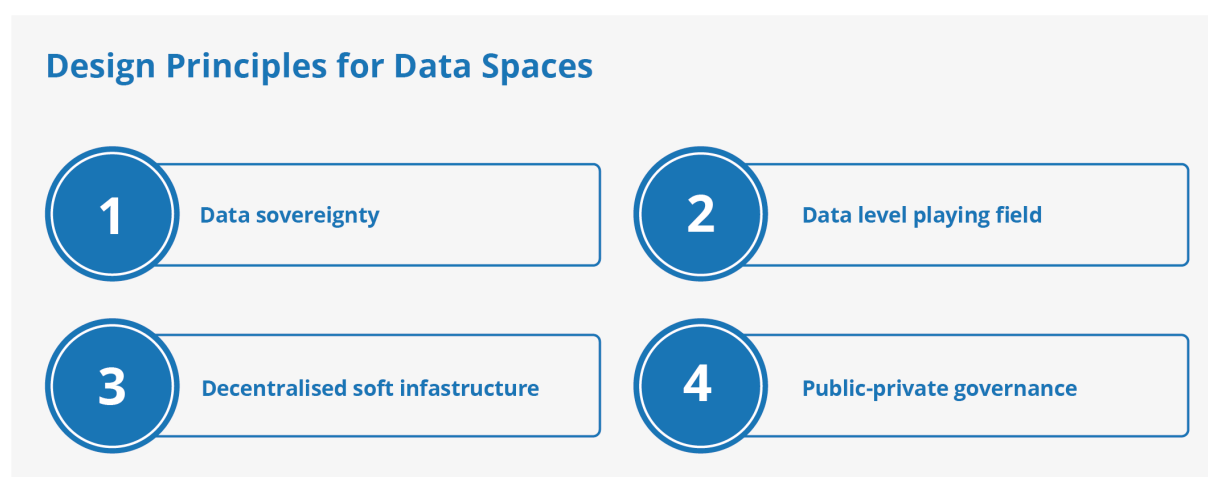 Design Principles for Data Spaces
1
Data sovereignty
2
Data level playing field
3
Decentralised soft infastructure
4
Public-private governance